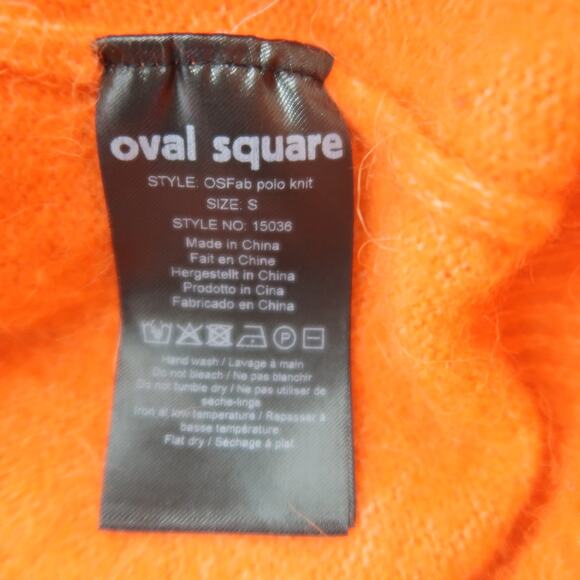 oval square
STYLE: OSFab polo knit
SIZE: S
STYLE NO: 15036
Made in China
Fait en Chine
Hergestellt in China
Prodotto in Cina
Fabricado en China
P
Hand wash / Lavage à main
Do not bleach / Ne pas blanchir
Do not tumble dry / Ne pas utiliser de
sèche-linge
Iron at low temperature / Repasser à
basse température
Flat dry / Séchage à plat